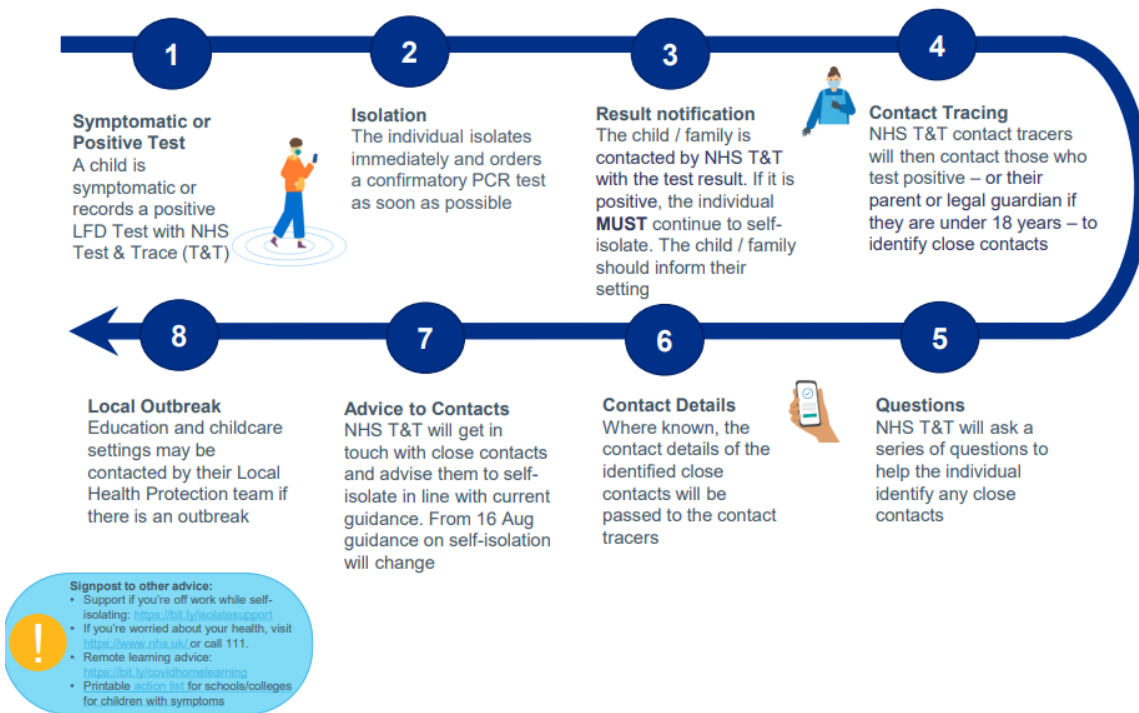 1
Symptomatic or
Positive Test
A child is
symptomatic or
records a positive
LFD Test with NHS
Test & Trace (T&T)
2
Isolation
The individual isolates
immediately and orders
a confirmatory PCR test
as soon as possible
3
Result notification
The child / family is
contacted by NHS T&T
with the test result. If it is
positive, the individual
MUST continue to self-
isolate. The child / family
should inform their
setting
4
Contact Tracing
NHS T&T contact tracers
will then contact those who
test positive – or their
parent or legal guardian if
they are under 18 years – to
identify close contacts
5
Questions
NHS T&T will ask a
series of questions to
help the individual
identify any close
contacts
6
Contact Details
Where known, the
contact details of the
identified close
contacts will be
passed to the contact
tracers
7
Advice to Contacts
NHS T&T will get in
touch with close contacts
and advise them to self-
isolate in line with current
guidance. From 16 Aug
guidance on self-isolation
will change
8
Local Outbreak
Education and childcare
settings may be
contacted by their Local
Health Protection team if
there is an outbreak
!
Signpost to other advice:
• Support if you're off work while self-
isolating: https://bit.ly/isolatesupport
• If you're worried about your health, visit
https://www.nhs.uk/ or call 111.
• Remote learning advice:
https://bit.ly/covidhomelearning
• Printable action list for schools/colleges
for children with symptoms